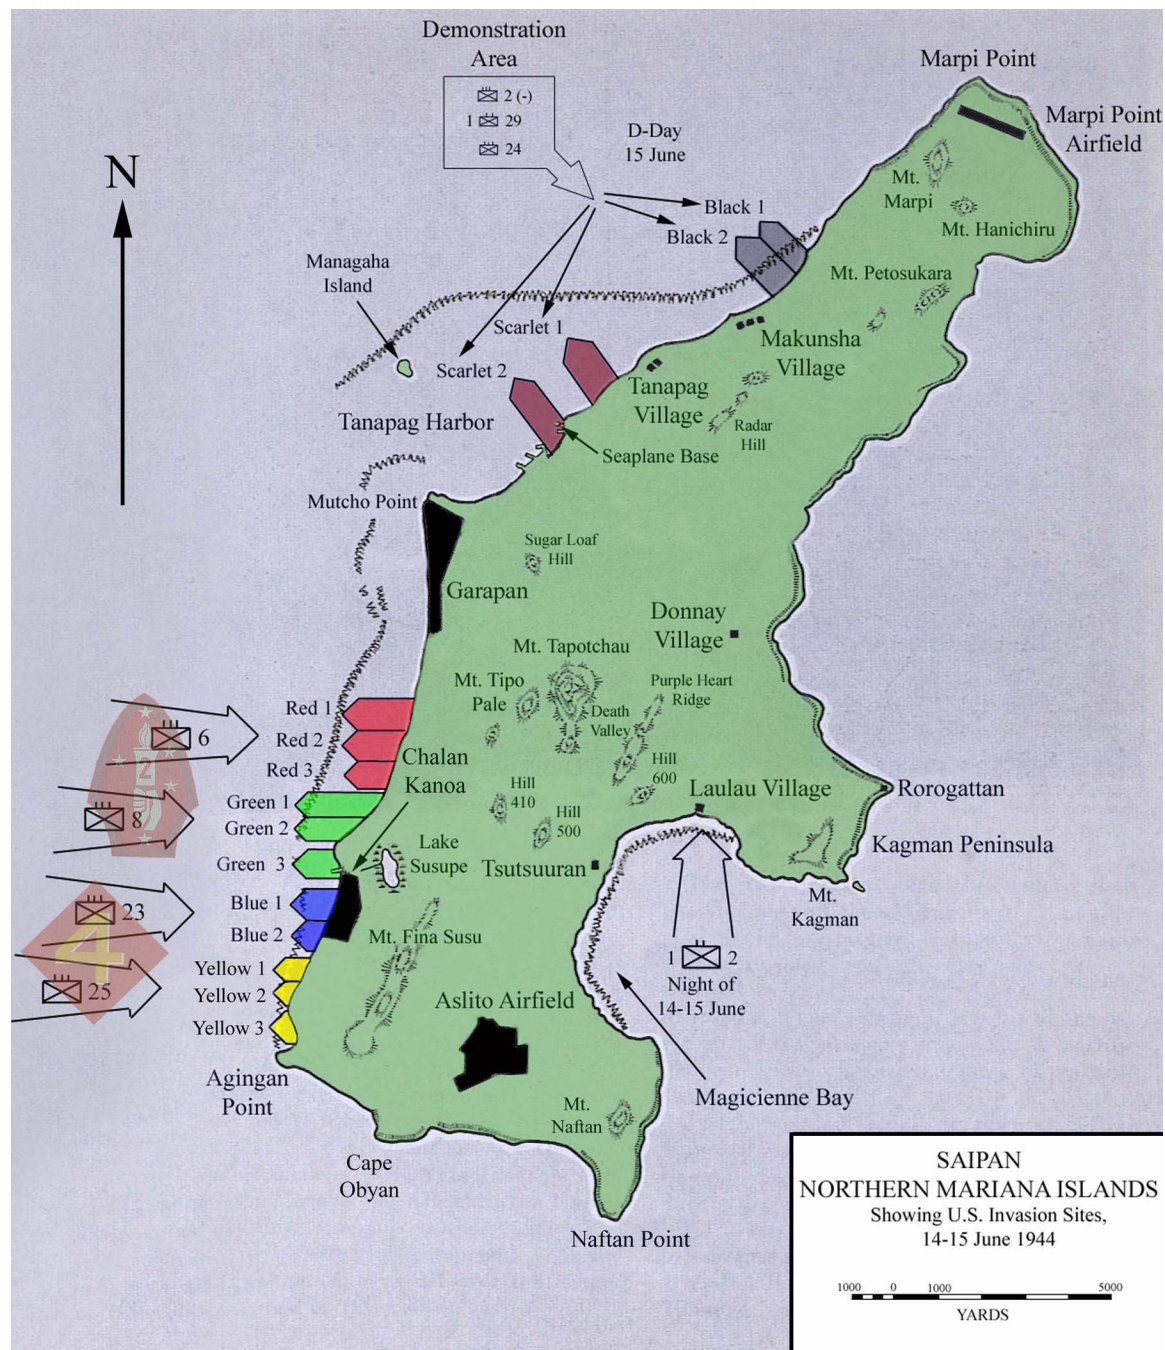 Demonstration
Area
2 (-)
1 29
24
D-Day
15 June
Marpi Point
Marpi Point
Airfield
N
Mt.
Marpi
Mt. Hanichiru
Black 1
Black 2
Managaha
Island
Mt. Petosukara
Scarlet 1
Scarlet 2
Makunsha
Village
Tanapag
Village
Tanapag Harbor
Radar
Hill
Seaplane Base
Mutcho Point
Sugar Loaf
Hill
Garapan
Donnay
Village
Mt. Tapotchau
Mt. Tipo
Pale
Purple Heart
Ridge
Death
Valley
Red 1
Red 2
Red 3
6
2
Chalan
Kanoa
Hill
600
Hill
410
Hill
500
Laulau Village
Rorogattan
Green 1
Green 2
Green 3
8
Lake
Susupe
Tsutsuuran
Kagman Peninsula
Mt.
Kagman
Blue 1
Blue 2
23
4
Mt. Fina Susu
1 2
Night of
14-15 June
Yellow 1
Yellow 2
Yellow 3
25
Aslito Airfield
Agingan
Point
Magicienne Bay
Mt.
Naftan
Cape
Obyan
Naftan Point
SAIPAN
NORTHERN MARIANA ISLANDS
Showing U.S. Invasion Sites,
14-15 June 1944
1000 0 1000 5000
YARDS